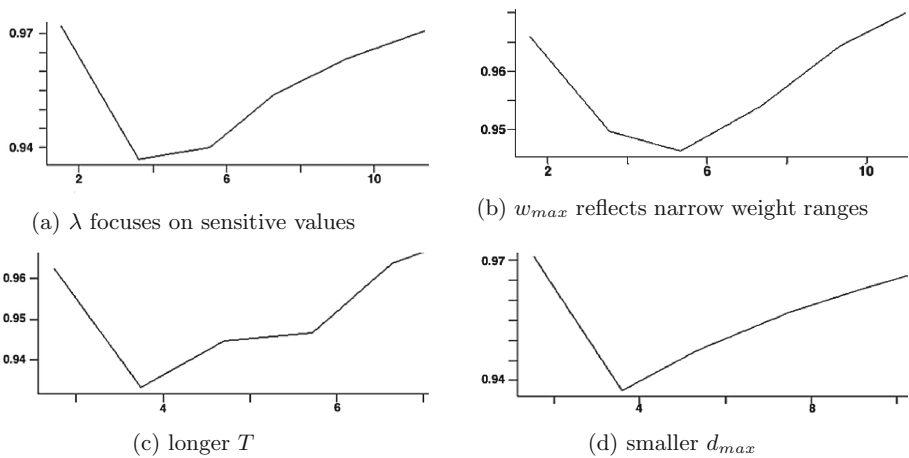 0.97
0.94
2 6 10
(a) λ focuses on sensitive values
0.96
0.95
2 6 10
(b) w_max reflects narrow weight ranges
0.96
0.95
0.94
4 6
(c) longer T
0.97
0.94
4 8
(d) smaller d_max